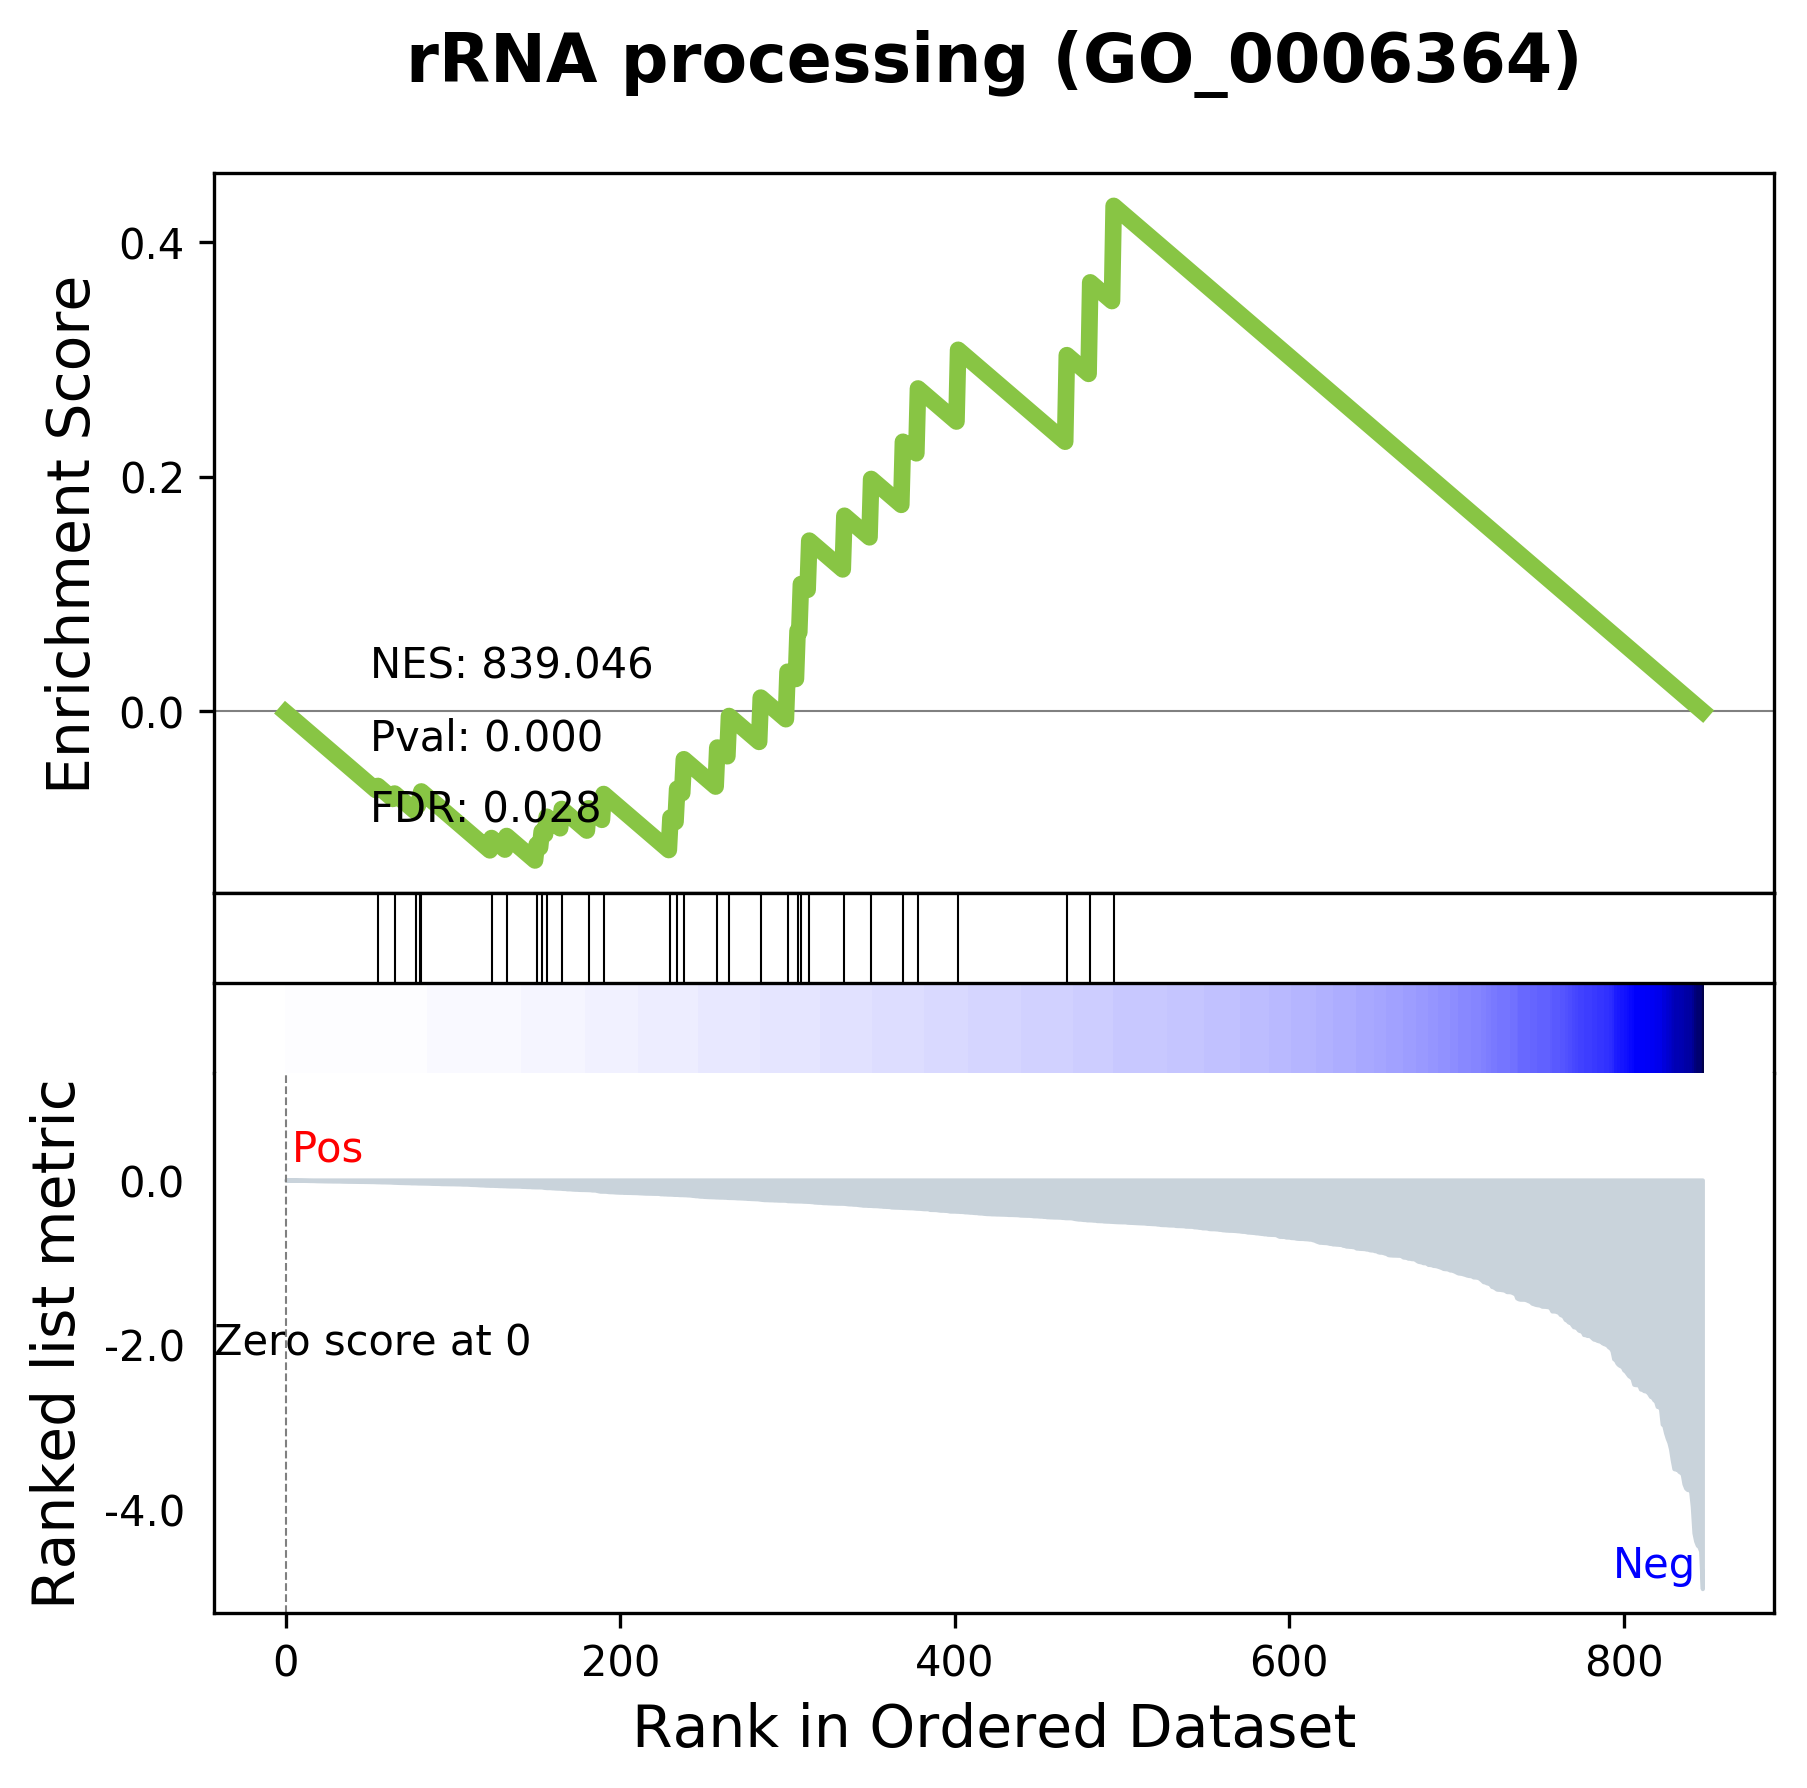 rRNA processing (GO_0006364)
Enrichment Score
0.4
0.2
0.0
NES: 839.046
Pval: 0.000
FDR: 0.028
Ranked list metric
Pos
0.0
Zero score at 0
-2.0
-4.0
Neg
0 200 400 600 800
Rank in Ordered Dataset